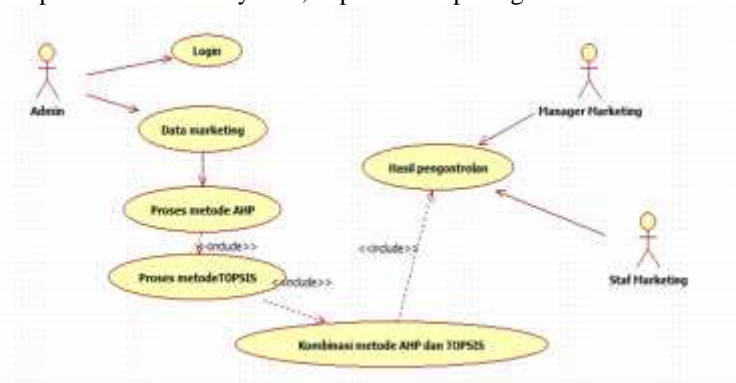 Login
Admin
Manager Marketing
Data marketing
Hasil pengontrolan
Proses metode AHP
<<include>>
<<include>>
Proses metodeTOPSIS
<<include>>
Staf Marketing
Kombinasi metode AHP dan TOPSIS